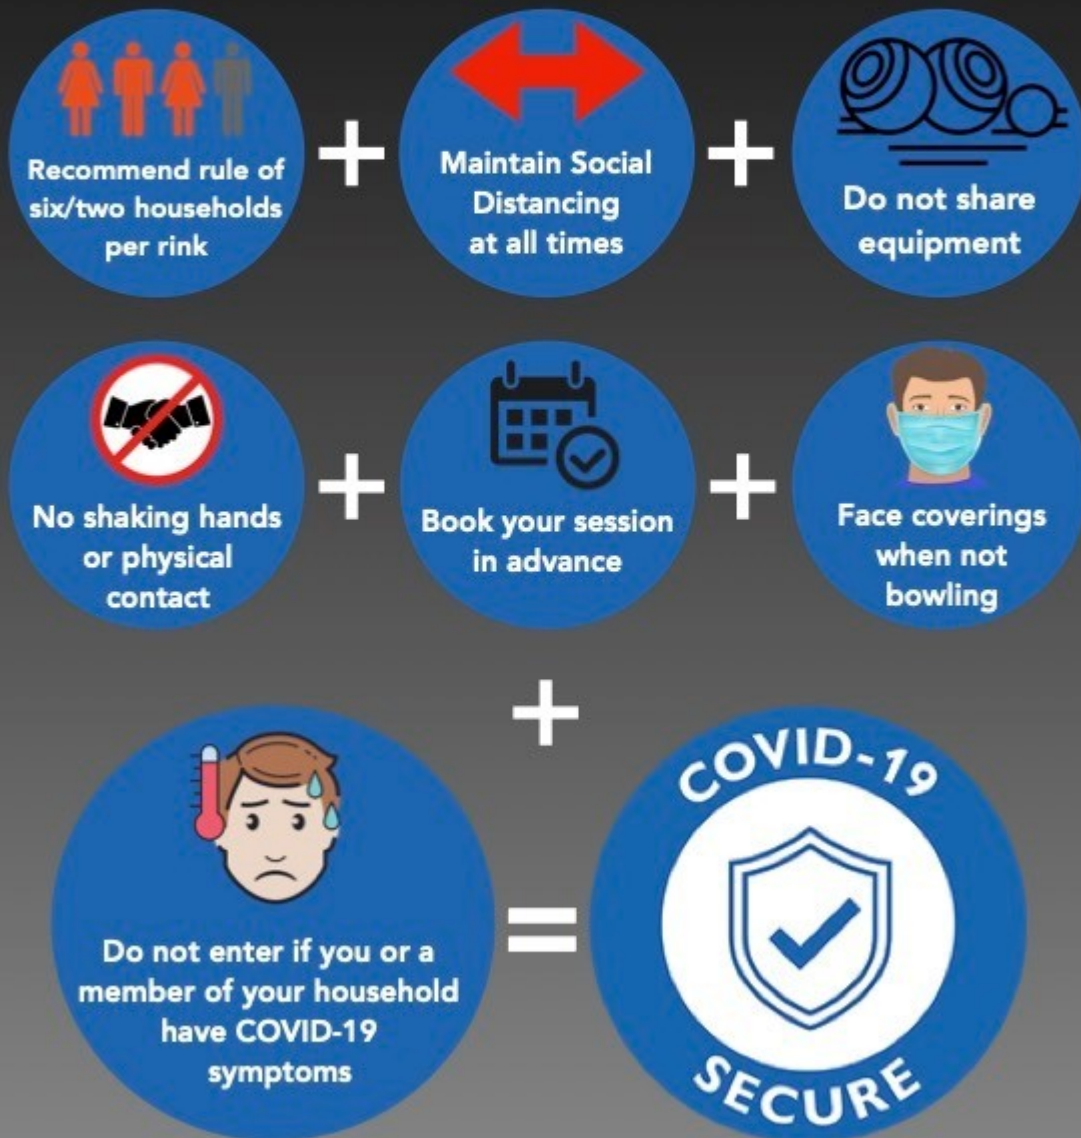 Recommend rule of
six/two households
per rink
+
Maintain Social
Distancing
at all times
+
Do not share
equipment
No shaking hands
or physical
contact
+
Book your session
in advance
+
Face coverings
when not
bowling
+
Do not enter if you or a
member of your household
have COVID-19
symptoms
=
COVID-19
SECURE